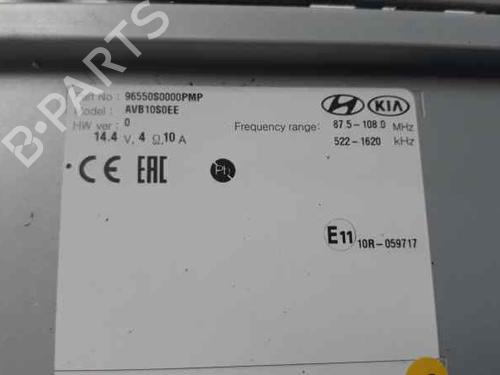 B-PARTS
Part No : 96550S0000PMP
Model : AVB10S0EE
HW ver : 0
14.4 V, 4 Ω, 10 A
KIA
Frequency range: 87.5-108.0 MHz
522-1620 kHz
CE EAC Pb
E11 10R-059717